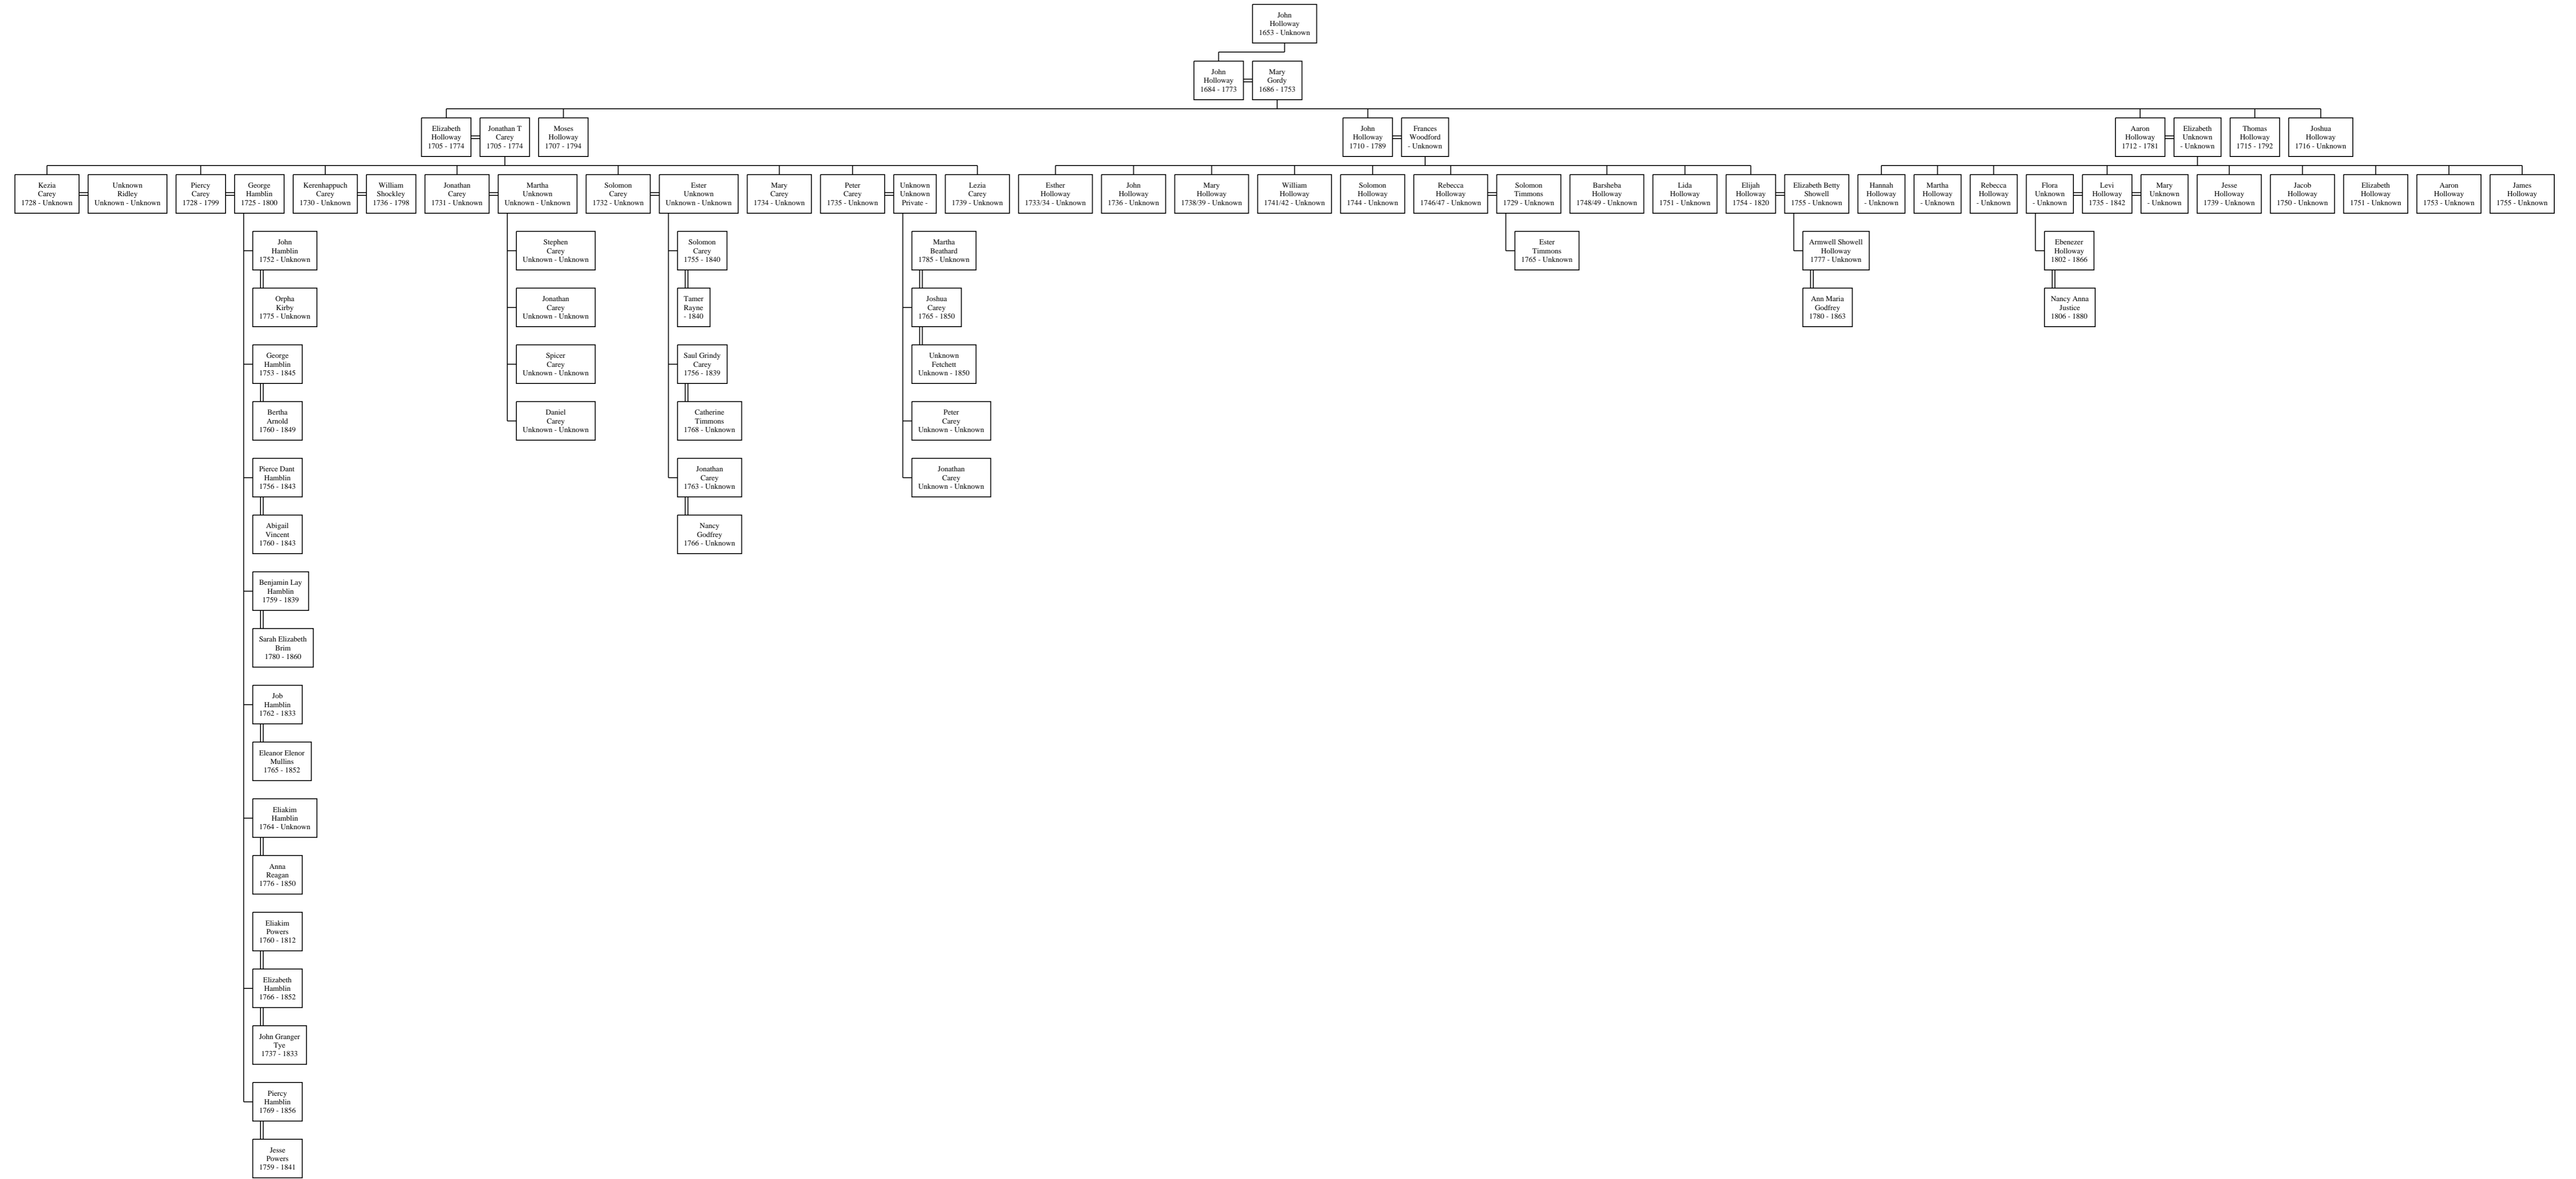 John
Holloway
1653 - Unknown
John
Holloway
1684 - 1773
Mary
Gordy
1686 - 1753
Elizabeth
Holloway
1705 - 1774
Jonathan T
Carey
1705 - 1774
Moses
Holloway
1707 - 1794
John
Holloway
1710 - 1789
Frances
Woodford
- Unknown
Aaron
Holloway
1712 - 1781
Elizabeth
Unknown
- Unknown
Thomas
Holloway
1715 - 1792
Joshua
Holloway
1716 - Unknown
Kezia
Carey
1728 - Unknown
Unknown
Ridley
Unknown - Unknown
Piercy
Carey
1728 - 1799
George
Hamblin
1725 - 1800
Kerenhappuch
Carey
1730 - Unknown
William
Shockley
1736 - 1798
Jonathan
Carey
1731 - Unknown
Martha
Unknown
Unknown - Unknown
Solomon
Carey
1732 - Unknown
Ester
Unknown
Unknown - Unknown
Mary
Carey
1734 - Unknown
Peter
Carey
1735 - Unknown
Unknown
Unknown
Private -
Lezia
Carey
1739 - Unknown
Esther
Holloway
1733/34 - Unknown
John
Holloway
1736 - Unknown
Mary
Holloway
1738/39 - Unknown
William
Holloway
1741/42 - Unknown
Solomon
Holloway
1744 - Unknown
Rebecca
Holloway
1746/47 - Unknown
Solomon
Timmons
1729 - Unknown
Barsheba
Holloway
1748/49 - Unknown
Lida
Holloway
1751 - Unknown
Elijah
Holloway
1754 - 1820
Elizabeth Betty
Showell
1755 - Unknown
Hannah
Holloway
- Unknown
Martha
Holloway
- Unknown
Rebecca
Holloway
- Unknown
Flora
Unknown
- Unknown
Levi
Holloway
1735 - 1842
Mary
Unknown
- Unknown
Jesse
Holloway
1739 - Unknown
Jacob
Holloway
1750 - Unknown
Elizabeth
Holloway
1751 - Unknown
Aaron
Holloway
1753 - Unknown
James
Holloway
1755 - Unknown
John
Hamblin
1752 - Unknown
Orpha
Kirby
1775 - Unknown
George
Hamblin
1753 - 1845
Bertha
Arnold
1760 - 1849
Pierce Dant
Hamblin
1756 - 1843
Abigail
Vincent
1760 - 1843
Benjamin Lay
Hamblin
1759 - 1839
Sarah Elizabeth
Brim
1780 - 1860
Job
Hamblin
1762 - 1833
Eleanor Elenor
Mullins
1765 - 1852
Eliakim
Hamblin
1764 - Unknown
Anna
Reagan
1776 - 1850
Eliakim
Powers
1760 - 1812
Elizabeth
Hamblin
1766 - 1852
John Granger
Tye
1737 - 1833
Piercy
Hamblin
1769 - 1856
Jesse
Powers
1759 - 1841
Stephen
Carey
Unknown - Unknown
Jonathan
Carey
Unknown - Unknown
Spicer
Carey
Unknown - Unknown
Daniel
Carey
Unknown - Unknown
Solomon
Carey
1755 - 1840
Tamer
Rayne
- 1840
Saul Grindy
Carey
1756 - 1839
Catherine
Timmons
1768 - Unknown
Jonathan
Carey
1763 - Unknown
Nancy
Godfrey
1766 - Unknown
Martha
Beathard
1785 - Unknown
Joshua
Carey
1765 - 1850
Unknown
Fetchett
Unknown - 1850
Peter
Carey
Unknown - Unknown
Jonathan
Carey
Unknown - Unknown
Ester
Timmons
1765 - Unknown
Armwell Showell
Holloway
1777 - Unknown
Ann Maria
Godfrey
1780 - 1863
Ebenezer
Holloway
1802 - 1866
Nancy Anna
Justice
1806 - 1880